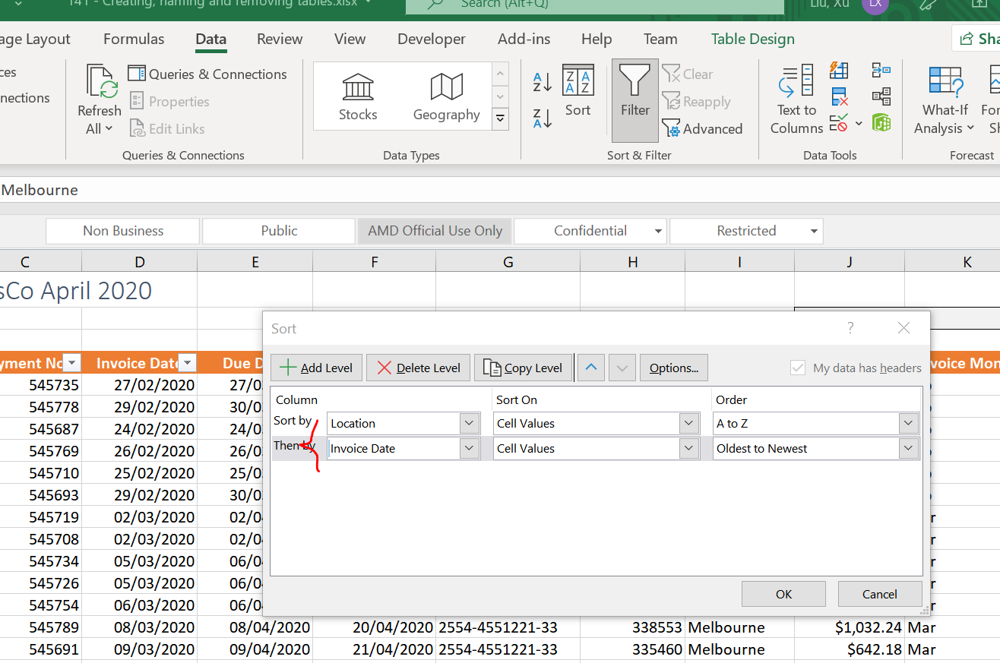 141 - Creating, naming and removing tables.xlsx
Search (Alt+Q)
Liu, Xu
LX
age Layout Formulas Data Review View Developer Add-ins Help Team Table Design Sha
ces
nections
Refresh
All
Queries & Connections
Properties
Edit Links
Queries & Connections
Stocks Geography
Data Types
Sort
Filter
Clear
Reapply
Advanced
Sort & Filter
Text to
Columns
Data Tools
What-If
Analysis
For
Sh
Forecast
Melbourne
Non Business Public AMD Official Use Only Confidential Restricted
C D E F G H I J K
sCo April 2020
yment No Invoice Date Due D voice Mon
545735 27/02/2020 27/0
545778 29/02/2020 30/0
545687 24/02/2020 24/0
545769 26/02/2020 26/0
545710 25/02/2020 25/0
545693 29/02/2020 30/0
545719 02/03/2020 02/0 r
545708 02/03/2020 02/0 r
545734 05/03/2020 06/0 r
545726 05/03/2020 06/0 r
545754 06/03/2020 06/0 r
545789 08/03/2020 08/04/2020 20/04/2020 2554-4551221-33 338553 Melbourne $1,032.24 Mar
545691 09/03/2020 09/04/2020 21/04/2020 2554-4551221-33 335460 Melbourne $642.18 Mar
Sort ?
Add Level Delete Level Copy Level Options... My data has headers
Column Sort On Order
Sort by Location Cell Values A to Z
Then by Invoice Date Cell Values Oldest to Newest
OK Cancel